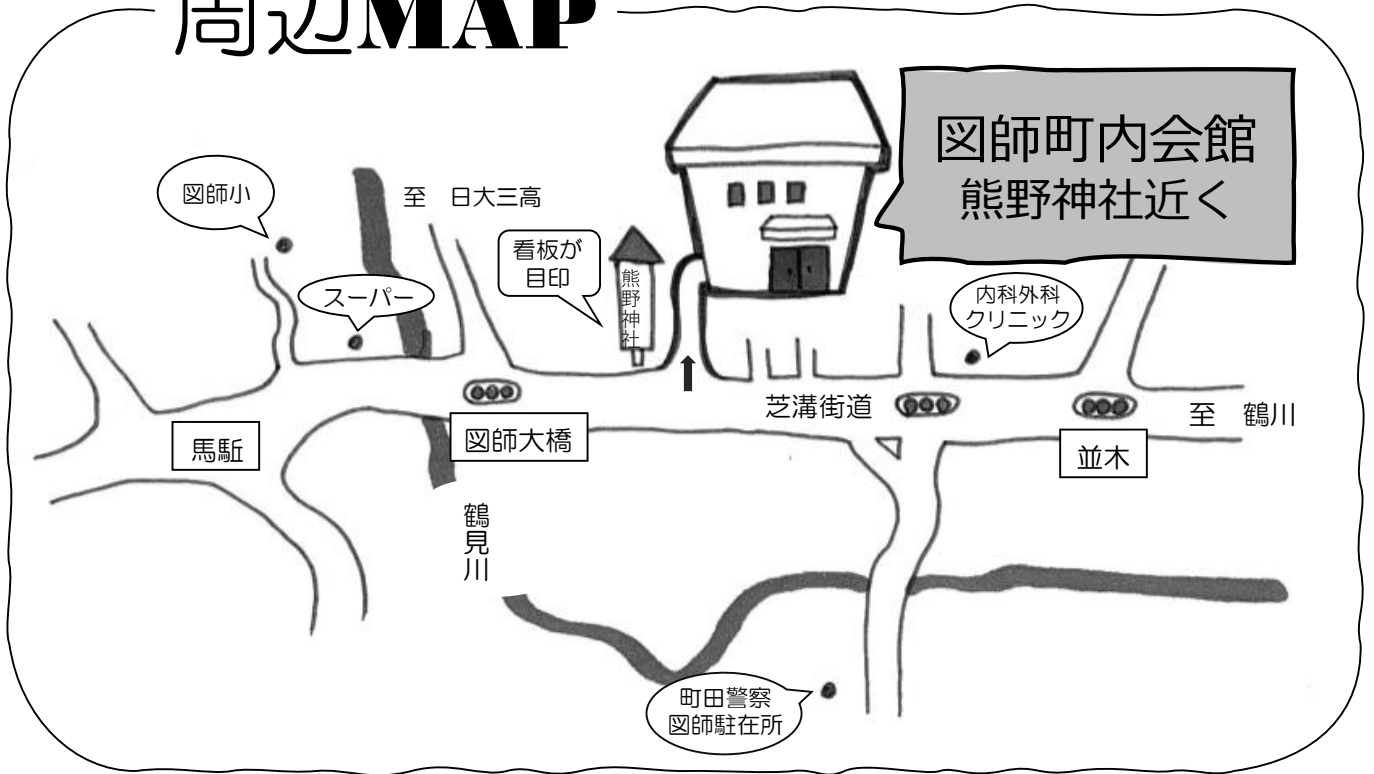 周辺MAP
図師町内会館
熊野神社近く
図師小
至 日大三高
看板が
目印
熊野神社
スーパー
内科外科
クリニック
芝溝街道
至 鶴川
馬駈
図師大橋
並木
鶴見川
町田警察
図師駐在所